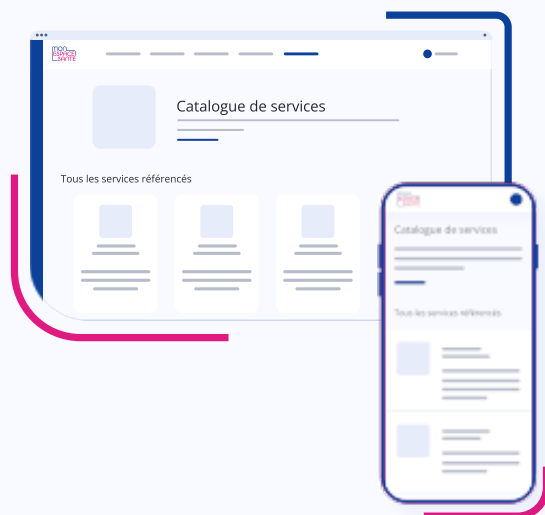 mon
ESPACE
SANTÉ
Catalogue de services
Tous les services référencés
Catalogue de services
Tous les services référencés